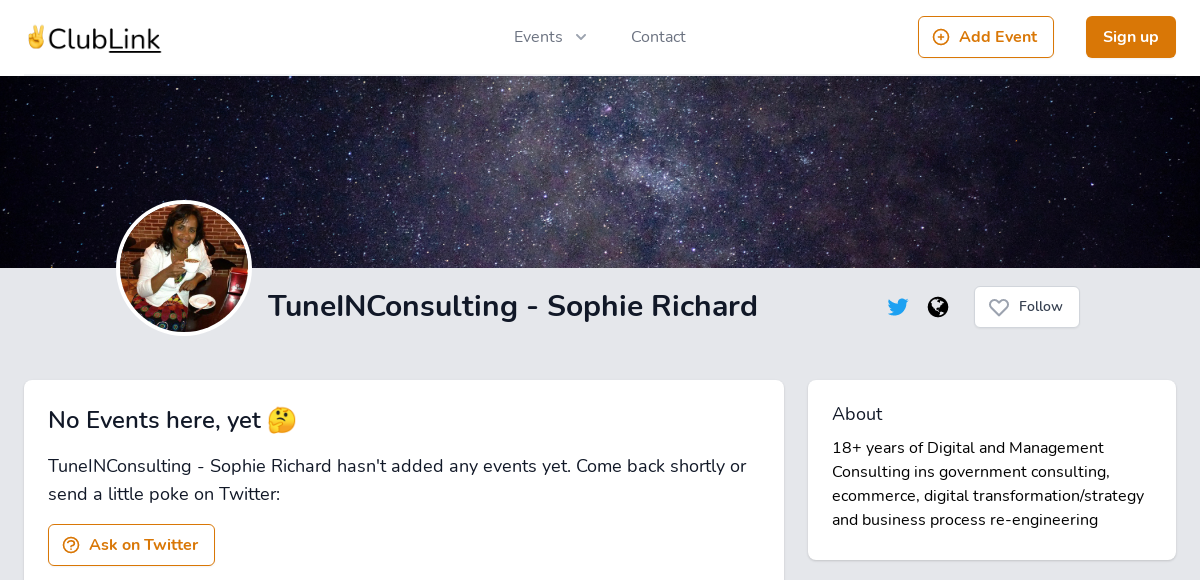 ✌️ClubLink
Events
Contact
Add Event
Sign up
TuneINConsulting - Sophie Richard
Follow
No Events here, yet 🤔
TuneINConsulting - Sophie Richard hasn't added any events yet. Come back shortly or
send a little poke on Twitter:
Ask on Twitter
About
18+ years of Digital and Management
Consulting ins government consulting,
ecommerce, digital transformation/strategy
and business process re-engineering